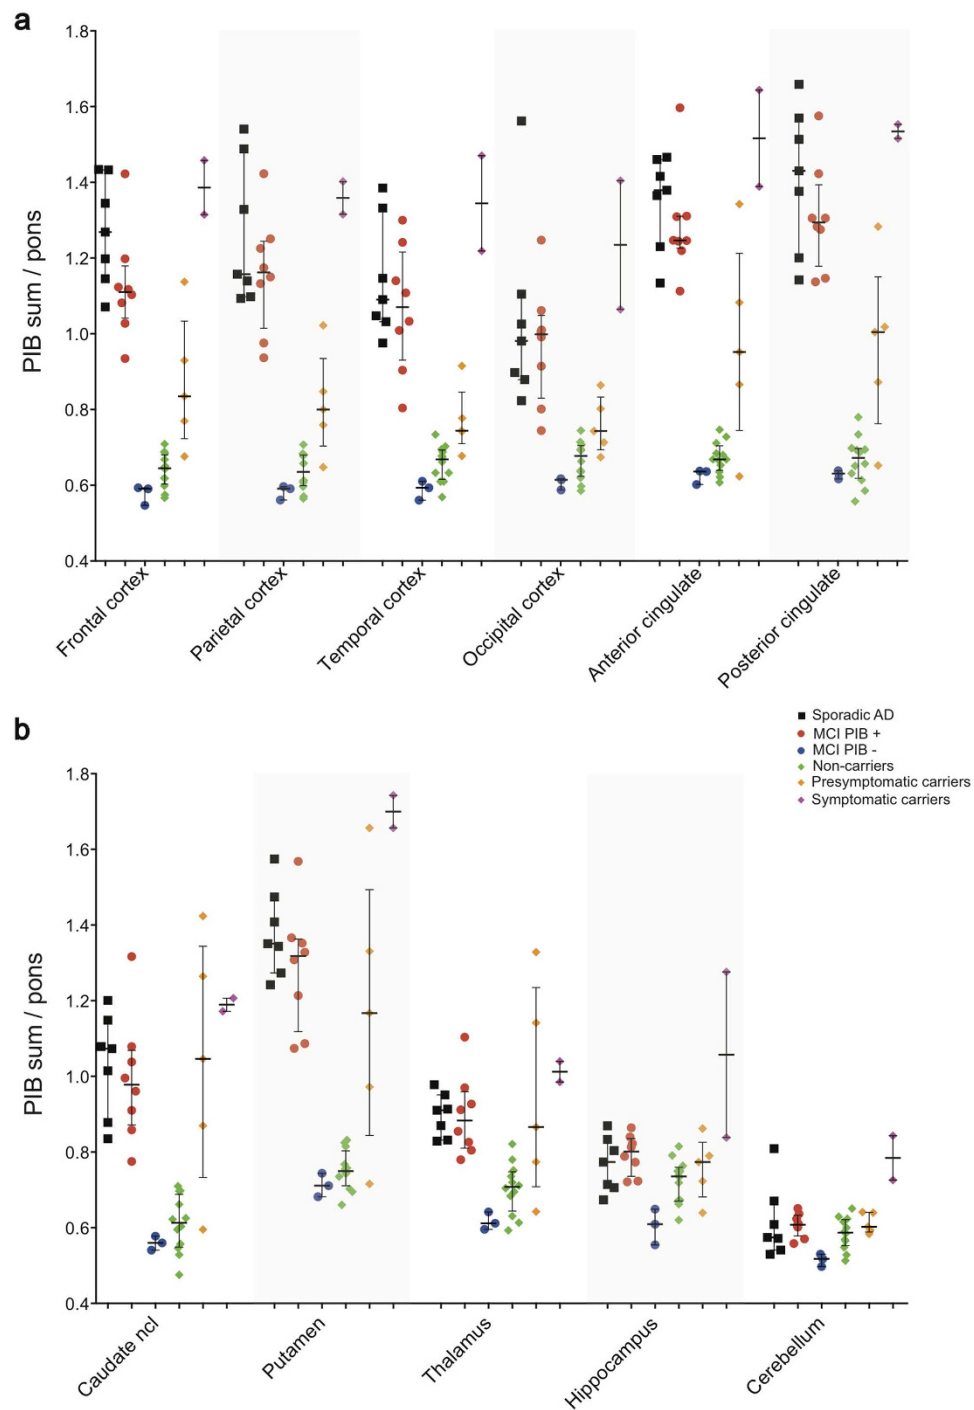 a
1.8
1.6
1.4
1.2
1.0
0.8
0.6
0.4
PIB sum / pons
Frontal cortex
Parietal cortex
Temporal cortex
Occipital cortex
Anterior cingulate
Posterior cingulate
b
Sporadic AD
MCI PIB +
MCI PIB -
Non-carriers
Presymptomatic carriers
Symptomatic carriers
1.8
1.6
1.4
1.2
1.0
0.8
0.6
0.4
PIB sum / pons
Caudate ncl
Putamen
Thalamus
Hippocampus
Cerebellum